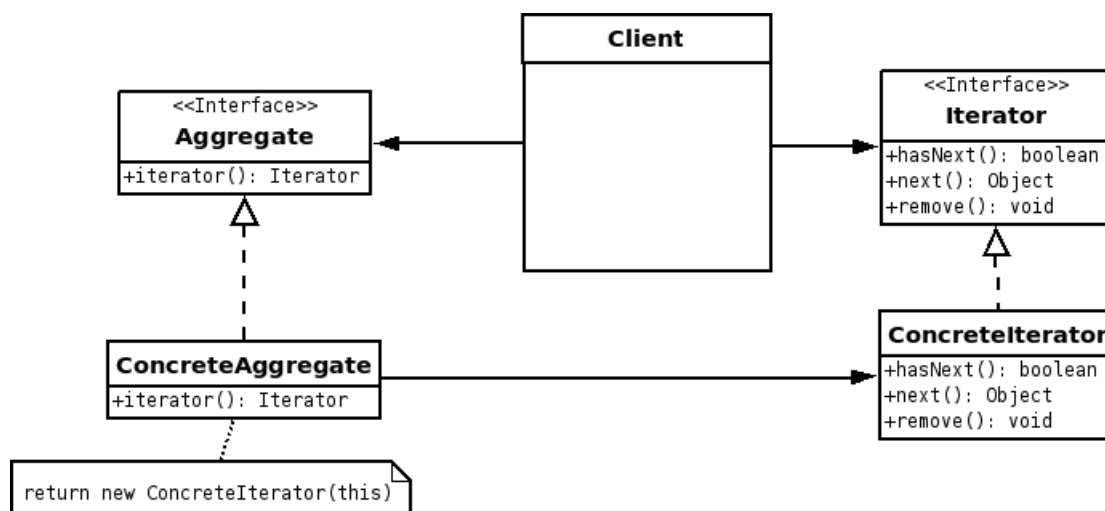 Client
<<Interface>>
Aggregate
+iterator(): Iterator
<<Interface>>
Iterator
+hasNext(): boolean
+next(): Object
+remove(): void
ConcreteAggregate
+iterator(): Iterator
ConcreteIterator
+hasNext(): boolean
+next(): Object
+remove(): void
return new ConcreteIterator(this)